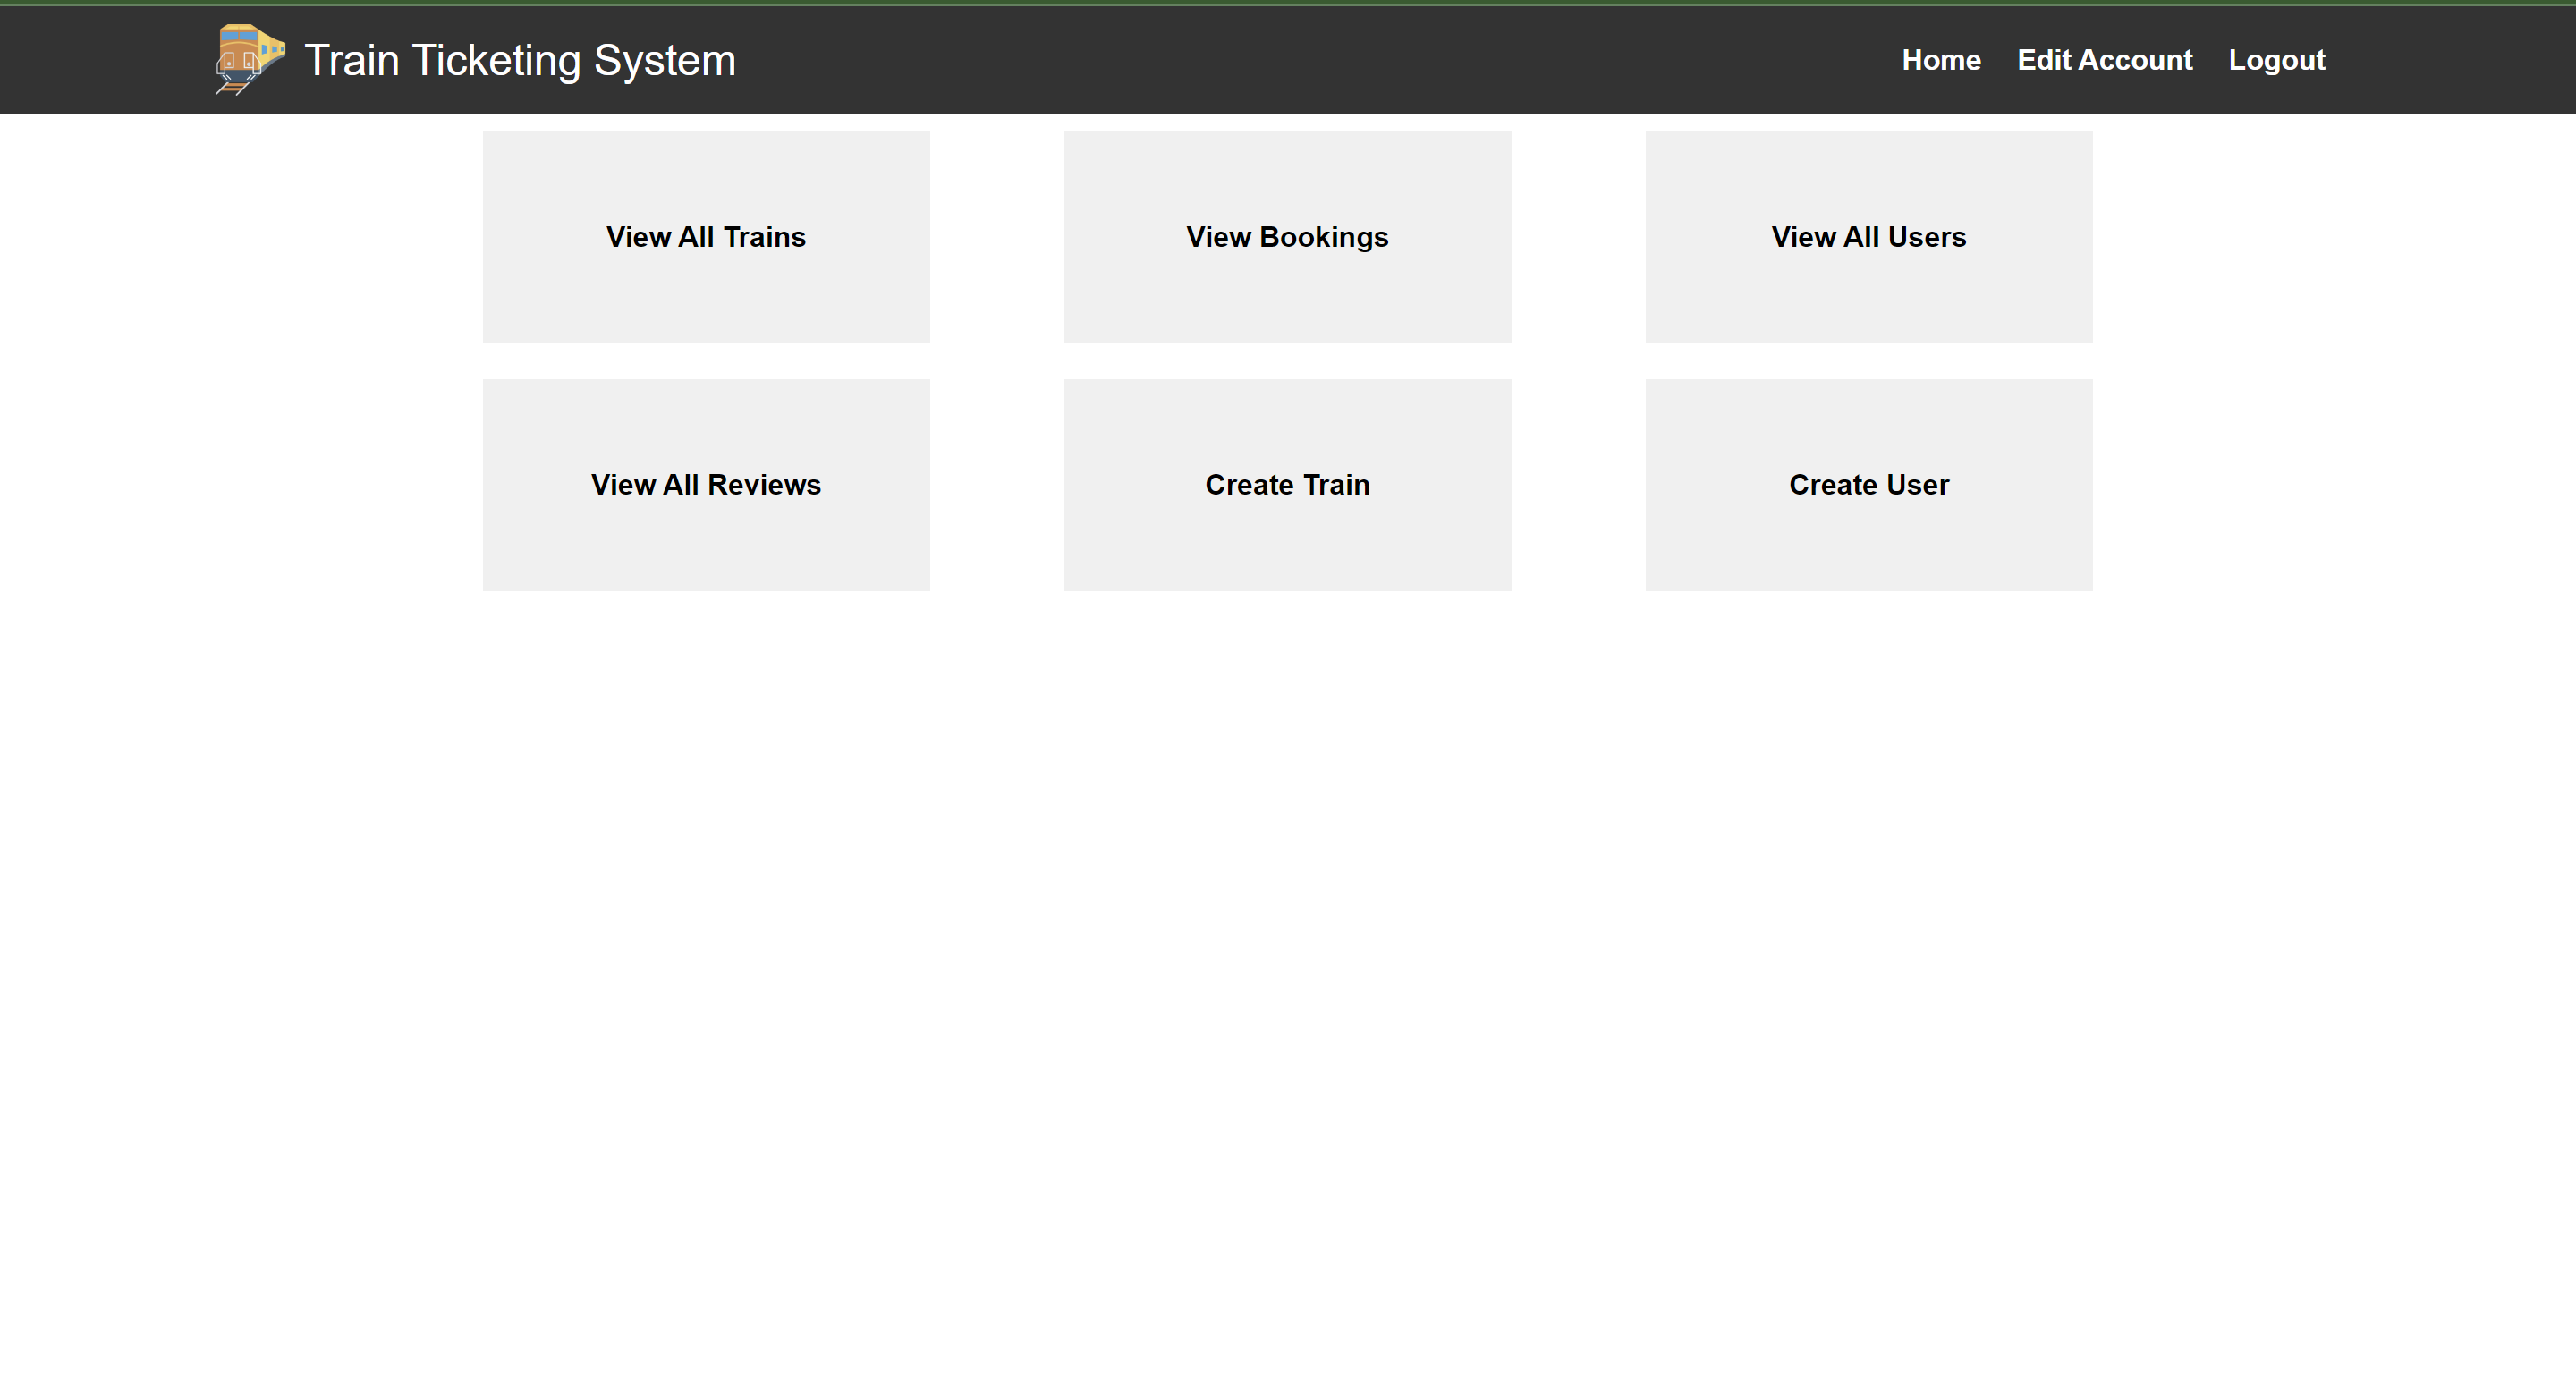 Train Ticketing System
Home Edit Account Logout
View All Trains
View Bookings
View All Users
View All Reviews
Create Train
Create User